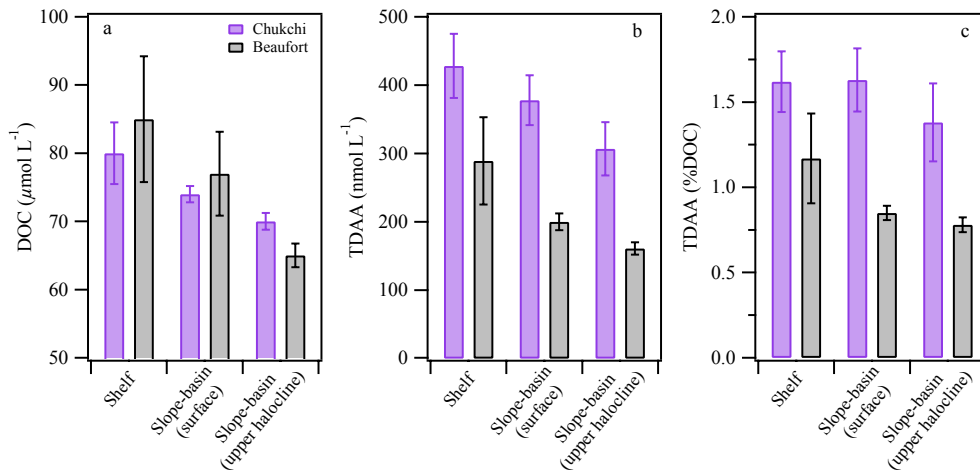 a
Chukchi
Beaufort
DOC (µmol L⁻¹)
100
90
80
70
60
50
Shelf
Slope-basin
(surface)
Slope-basin
(upper halocline)
b
TDAA (nmol L⁻¹)
500
400
300
200
100
0
Shelf
Slope-basin
(surface)
Slope-basin
(upper halocline)
c
TDAA (%DOC)
2.0
1.5
1.0
0.5
0.0
Shelf
Slope-basin
(surface)
Slope-basin
(upper halocline)